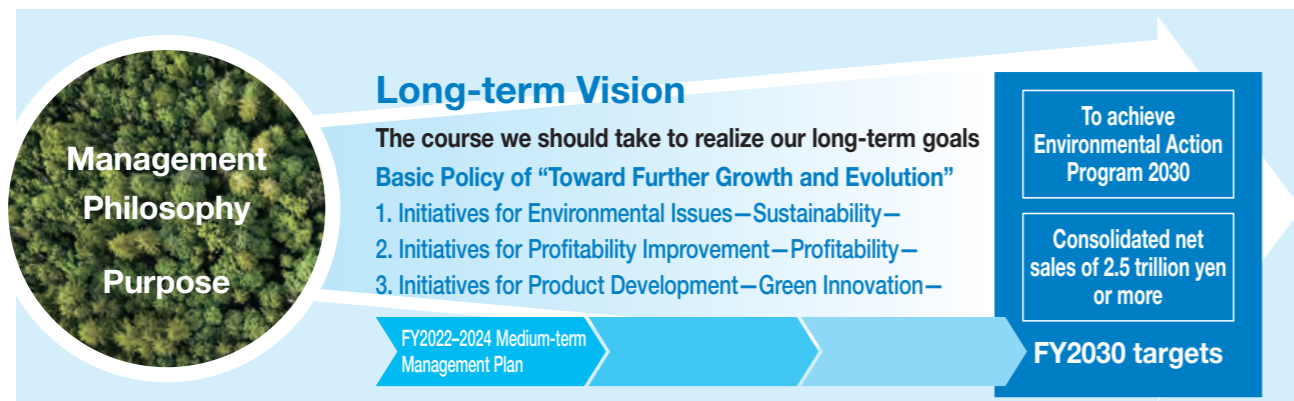 Management
Philosophy
Purpose
Long-term Vision
The course we should take to realize our long-term goals
Basic Policy of “Toward Further Growth and Evolution”
1. Initiatives for Environmental Issues—Sustainability—
2. Initiatives for Profitability Improvement—Profitability—
3. Initiatives for Product Development—Green Innovation—
FY2022–2024 Medium-term
Management Plan
To achieve
Environmental Action
Program 2030
Consolidated net
sales of 2.5 trillion yen
or more
FY2030 targets